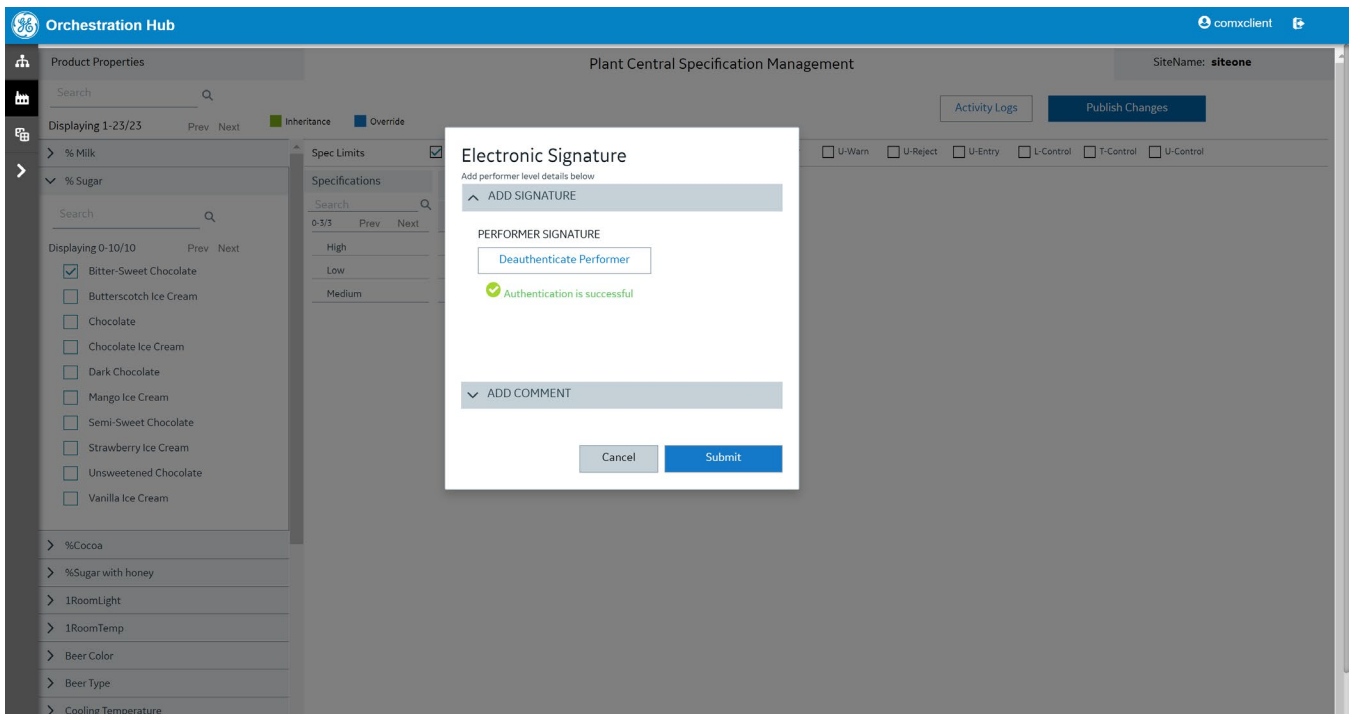 Orchestration Hub
comxclient
Product Properties
Plant Central Specification Management
SiteName: siteone
Search
Activity Logs
Publish Changes
Displaying 1-23/23 Prev Next
Inheritance Override
% Milk
Spec Limits
U-Warn U-Reject U-Entry L-Control T-Control U-Control
% Sugar
Search
Displaying 0-10/10 Prev Next
Bitter-Sweet Chocolate
Butterscotch Ice Cream
Chocolate
Chocolate Ice Cream
Dark Chocolate
Mango Ice Cream
Semi-Sweet Chocolate
Strawberry Ice Cream
Unsweetened Chocolate
Vanilla Ice Cream
%Cocoa
%Sugar with honey
1RoomLight
1RoomTemp
Beer Color
Beer Type
Cooling Temperature
Specifications
Search
0-3/3 Prev Next
High
Low
Medium
Electronic Signature
Add performer level details below
ADD SIGNATURE
PERFORMER SIGNATURE
Deauthenticate Performer
Authentication is successful
ADD COMMENT
Cancel
Submit